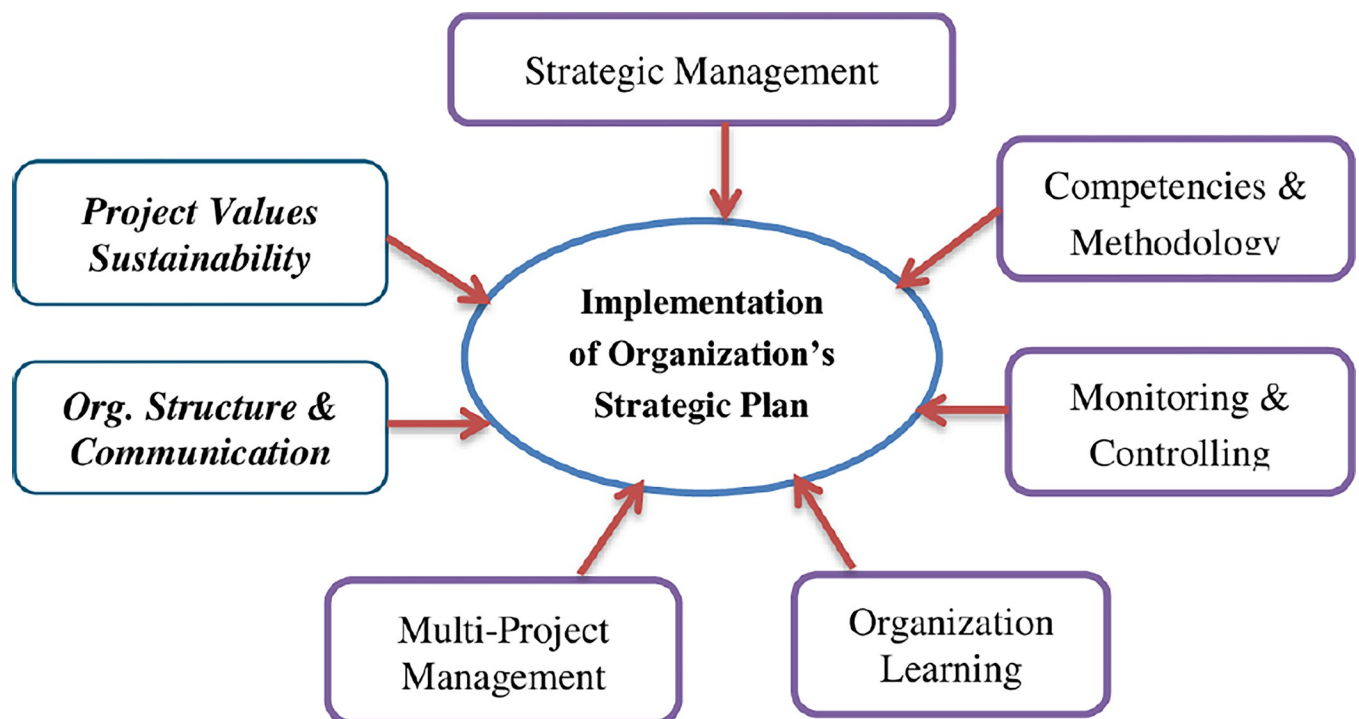 Strategic Management
Project Values
Sustainability
Competencies &
Methodology
Implementation
of Organization’s
Strategic Plan
Org. Structure &
Communication
Monitoring &
Controlling
Multi-Project
Management
Organization
Learning